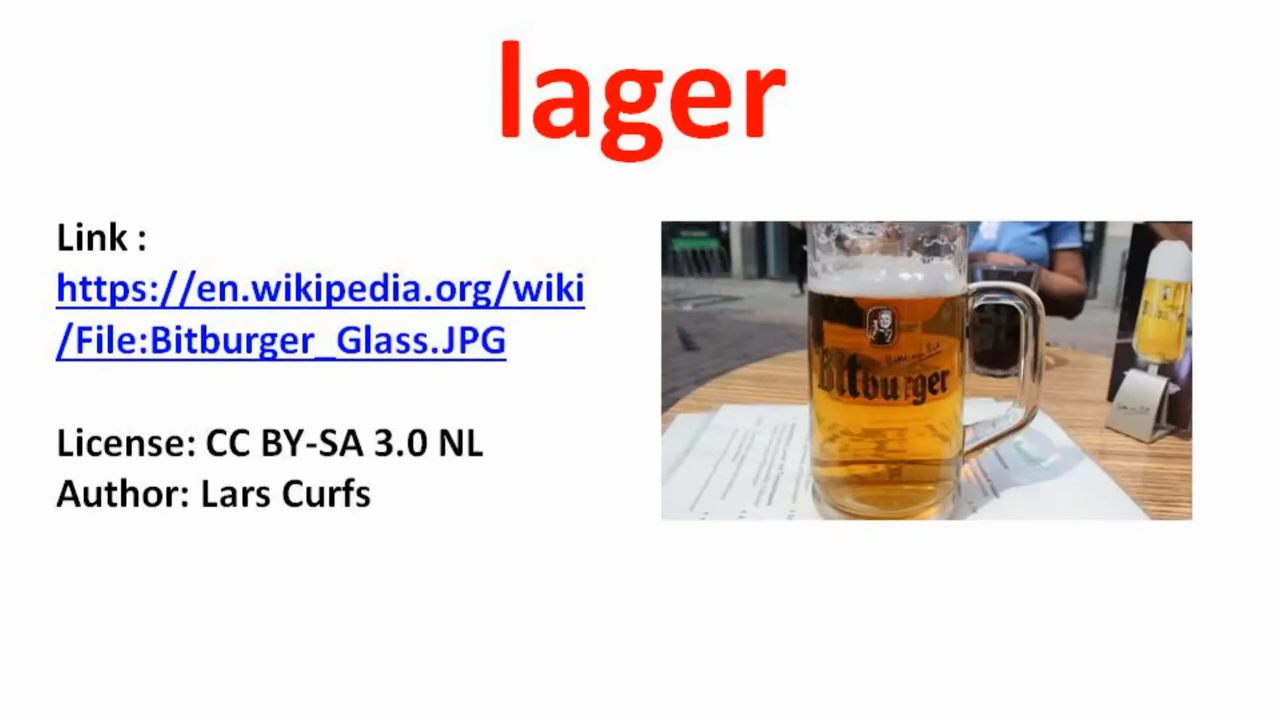 lager
Link :
https://en.wikipedia.org/wiki
/File:Bitburger_Glass.JPG
License: CC BY-SA 3.0 NL
Author: Lars Curfs
Bitburger